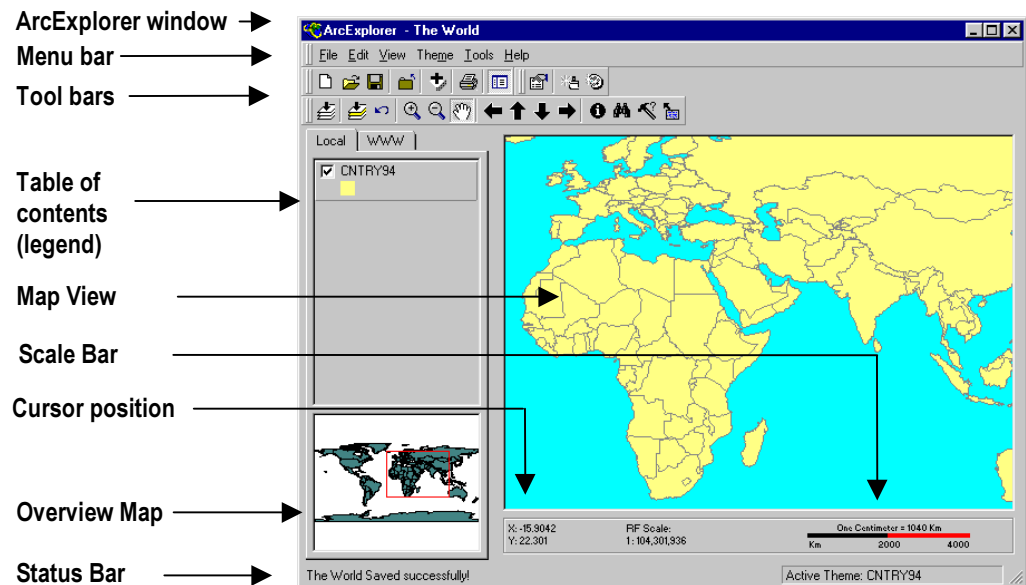 ArcExplorer window
ArcExplorer - The World
Menu bar
File Edit View Theme Tools Help
Tool bars
Local WWW
CNTRY94
Table of
contents
(legend)
Map View
Scale Bar
Cursor position
Overview Map
X: -15.9042
Y: 22.301
RF Scale:
1: 104,301,936
One Centimeter = 1040 Km
Km 2000 4000
Status Bar
The World Saved successfully!
Active Theme: CNTRY94